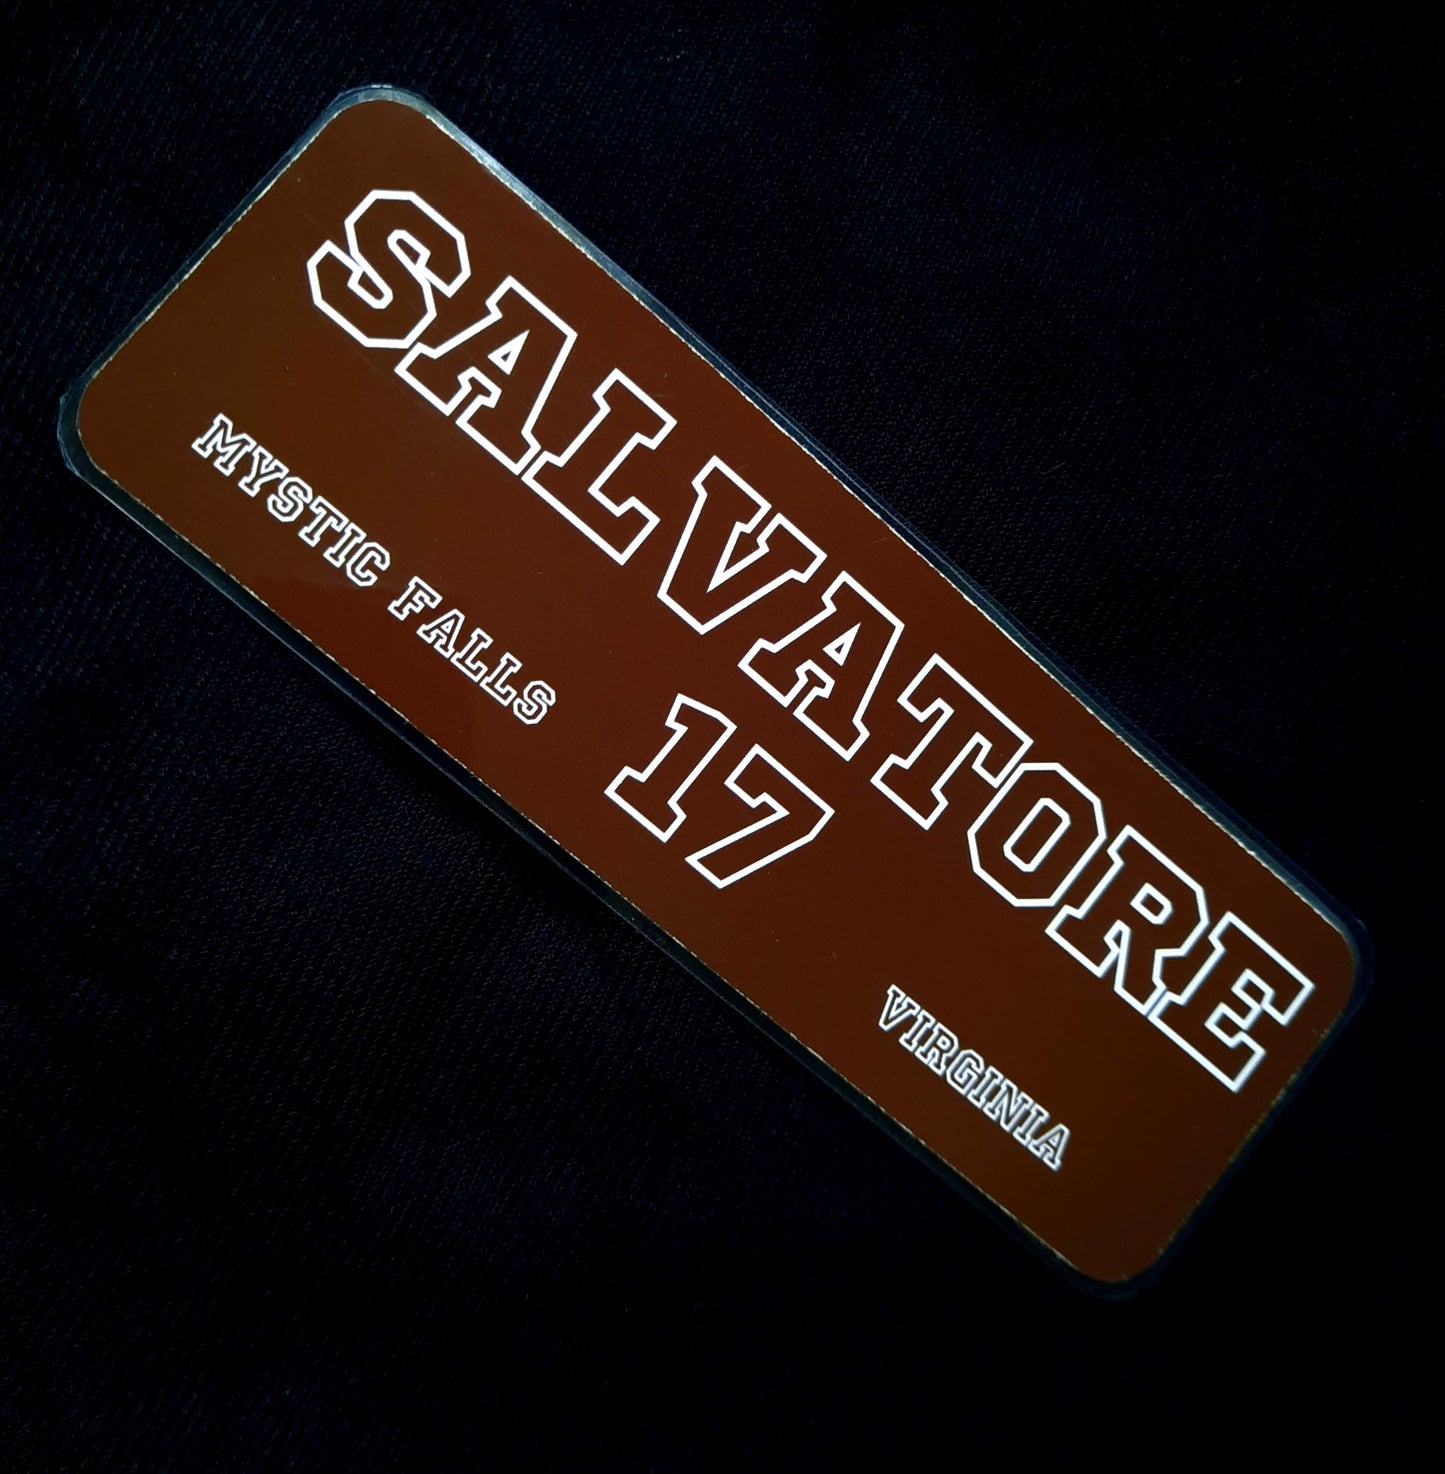 SALVATORE
MYSTIC FALLS 17 VIRGINIA